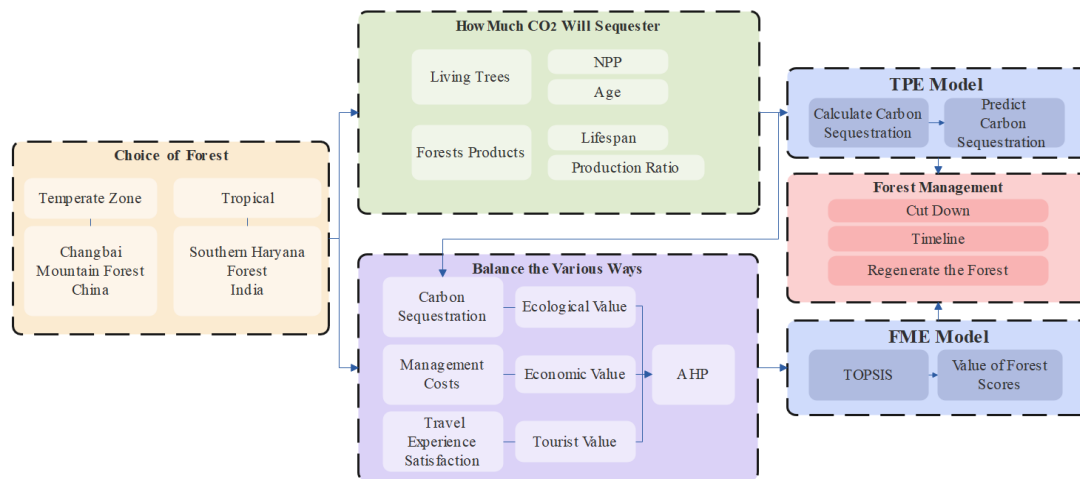 Choice of Forest
Temperate Zone
Tropical
Changbai
Mountain Forest
China
Southern Haryana
Forest
India
How Much CO2 Will Sequester
Living Trees
NPP
Age
Forests Products
Lifespan
Production Ratio
Balance the Various Ways
Carbon
Sequestration
Ecological Value
Management
Costs
Economic Value
AHP
Travel
Experience
Satisfaction
Tourist Value
TPE Model
Calculate Carbon
Sequestration
Predict
Carbon
Sequestration
Forest Management
Cut Down
Timeline
Regenerate the Forest
FME Model
TOPSIS
Value of Forest
Scores